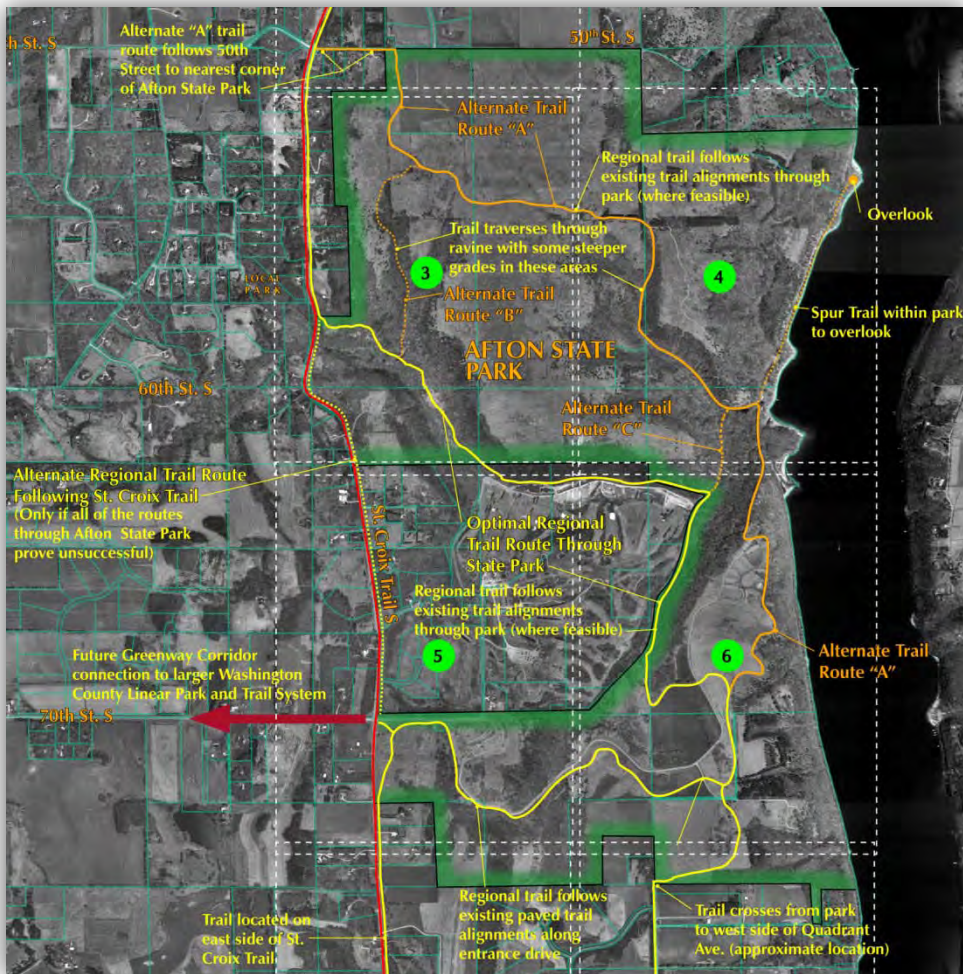 Alternate "A" trail
route follows 50th
Street to nearest corner
of Afton State Park
h St. S
50th St. S
Alternate Trail
Route "A"
Regional trail follows
existing trail alignments through
park (where feasible)
Overlook
Trail traverses through
ravine with some steeper
grades in these areas
3
4
LOCAL
PARK
Alternate Trail
Route "B"
Spur Trail within park
to overlook
AFTON STATE
PARK
60th St. S
Alternate Trail
Route "C"
Alternate Regional Trail Route
Following St. Croix Trail
(Only if all of the routes
through Afton State Park
prove unsuccessful)
St. Croix Trail S
Optimal Regional
Trail Route Through
State Park
Regional trail follows
existing trail alignments
through park (where feasible)
5
6
Alternate Trail
Route "A"
Future Greenway Corridor
connection to larger Washington
County Linear Park and Trail System
70th St. S
Trail located on
east side of St.
Croix Trail
Regional trail follows
existing paved trail
alignments along
entrance drive
Trail crosses from park
to west side of Quadrant
Ave. (approximate location)